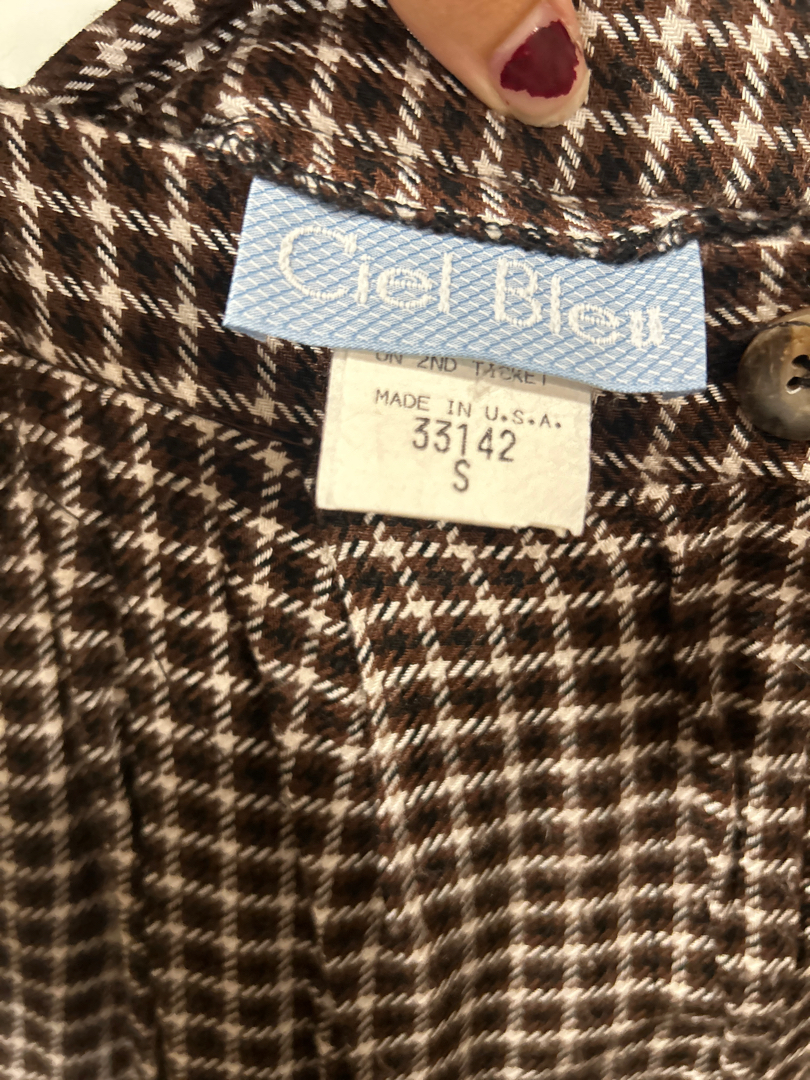 Ciel Bleu
ON 2ND TICKET
MADE IN U.S.A.
33142
S